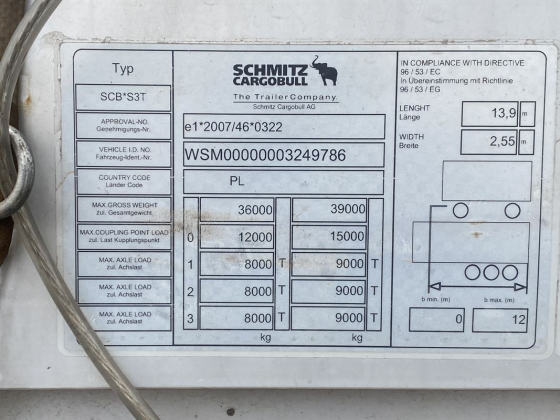 Typ
SCB*S3T
SCHMITZ
CARGOBULL
The TrailerCompany
Schmitz Cargobull AG
IN COMPLIANCE WITH DIRECTIVE
96 / 53 / EC
in Übereinstimmung mit Richtlinie
96 / 53 / EG
APPROVAL-NO.
Genehmigungs-Nr.
e1*2007/46*0322
VEHICLE I.D. NO.
Fahrzeug-Ident.-Nr.
WSM00000003249786
COUNTRY CODE
Länder Code
PL
LENGHT
Länge
13,9 m
WIDTH
Breite
2,55 m
MAX.GROSS WEIGHT
zul. Gesamtgewicht
36000 39000
MAX.COUPLING POINT LOAD
zul. Last Kupplungspunkt
0 12000 15000
MAX. AXLE LOAD
zul. Achslast
1 8000 T 9000 T
MAX. AXLE LOAD
zul. Achslast
2 8000 T 9000 T
MAX. AXLE LOAD
zul. Achslast
3 8000 T 9000 T
kg kg
b min. (m) b max. (m)
0 12